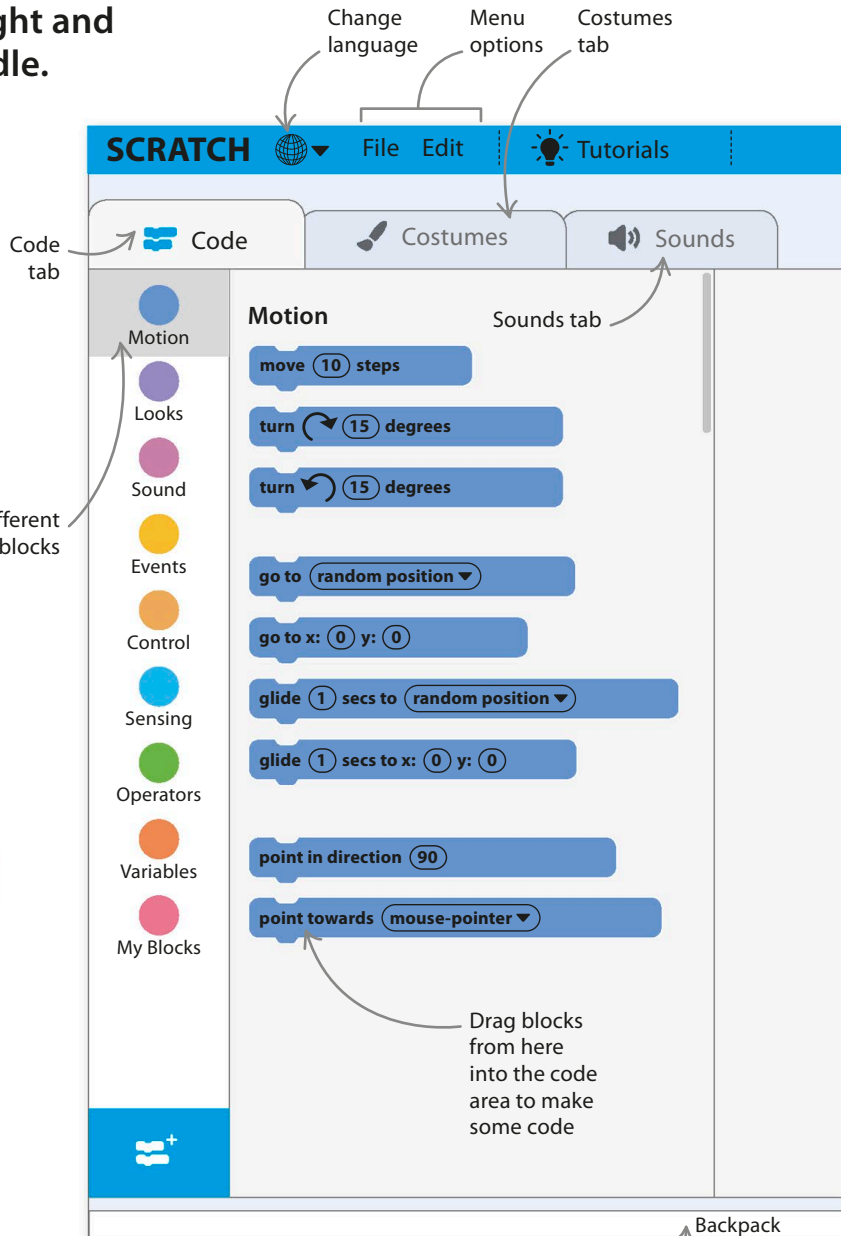 ght and
dle.
Change
language
Menu
options
Costumes
tab
SCRATCH File Edit Tutorials
Code
tab
Code Costumes Sounds
Sounds tab
Motion
Looks
Sound
fferent
blocks
Events
Control
Sensing
Operators
Variables
My Blocks
Motion
move 10 steps
turn 15 degrees
turn 15 degrees
go to random position
go to x: 0 y: 0
glide 1 secs to random position
glide 1 secs to x: 0 y: 0
point in direction 90
point towards mouse-pointer
Drag blocks
from here
into the code
area to make
some code
Backpack